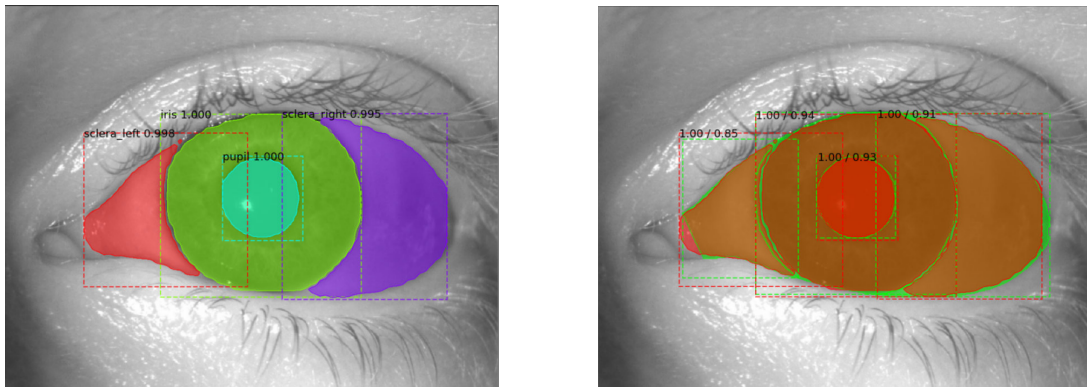 iris 1.000
sclera_right 0.995
sclera_left 0.998
pupil 1.000
1.00 / 0.94
1.00 / 0.91
1.00 / 0.85
1.00 / 0.93